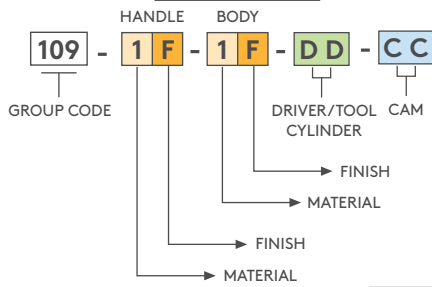 HANDLE BODY
109 - 1 F - 1 F - D D - C C
GROUP CODE DRIVER/TOOL CYLINDER CAM
FINISH
MATERIAL
FINISH
MATERIAL